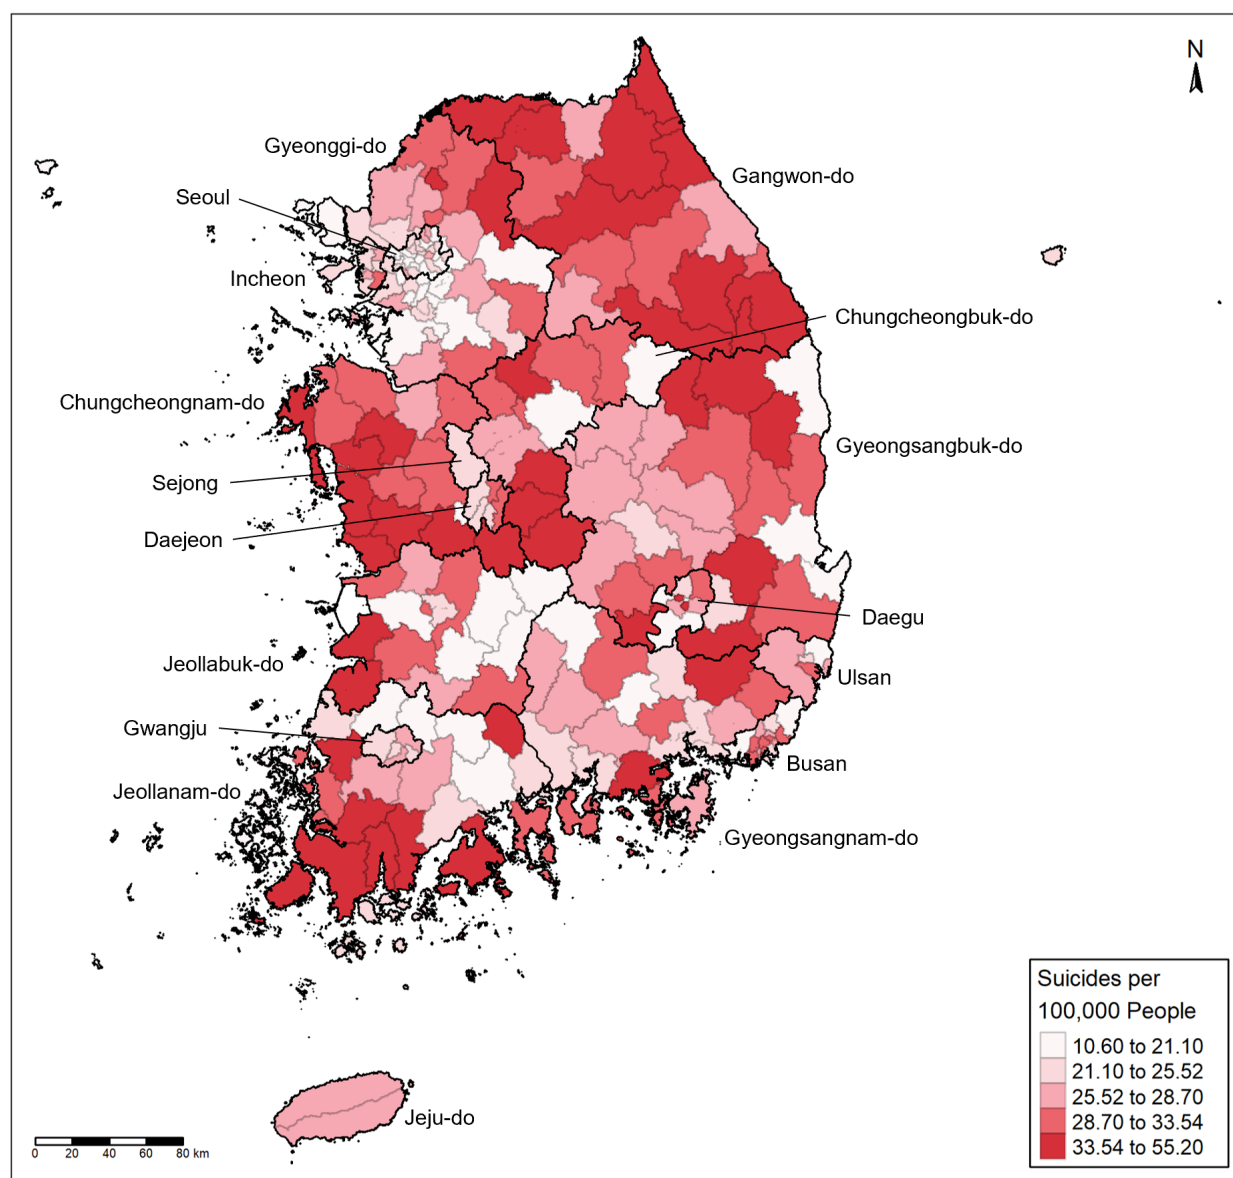 N
Gyeonggi-do
Gangwon-do
Seoul
Incheon
Chungcheongbuk-do
Chungcheongnam-do
Gyeongsangbuk-do
Sejong
Daejeon
Daegu
Jeollabuk-do
Ulsan
Gwangju
Busan
Jeollanam-do
Gyeongsangnam-do
Jeju-do
Suicides per
100,000 People
10.60 to 21.10
21.10 to 25.52
25.52 to 28.70
28.70 to 33.54
33.54 to 55.20
0 20 40 60 80 km